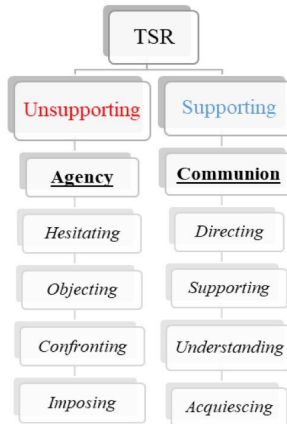 TSR
Unsupporting
Supporting
Agency
Communion
Hesitating
Directing
Objecting
Supporting
Confronting
Understanding
Imposing
Acquiescing